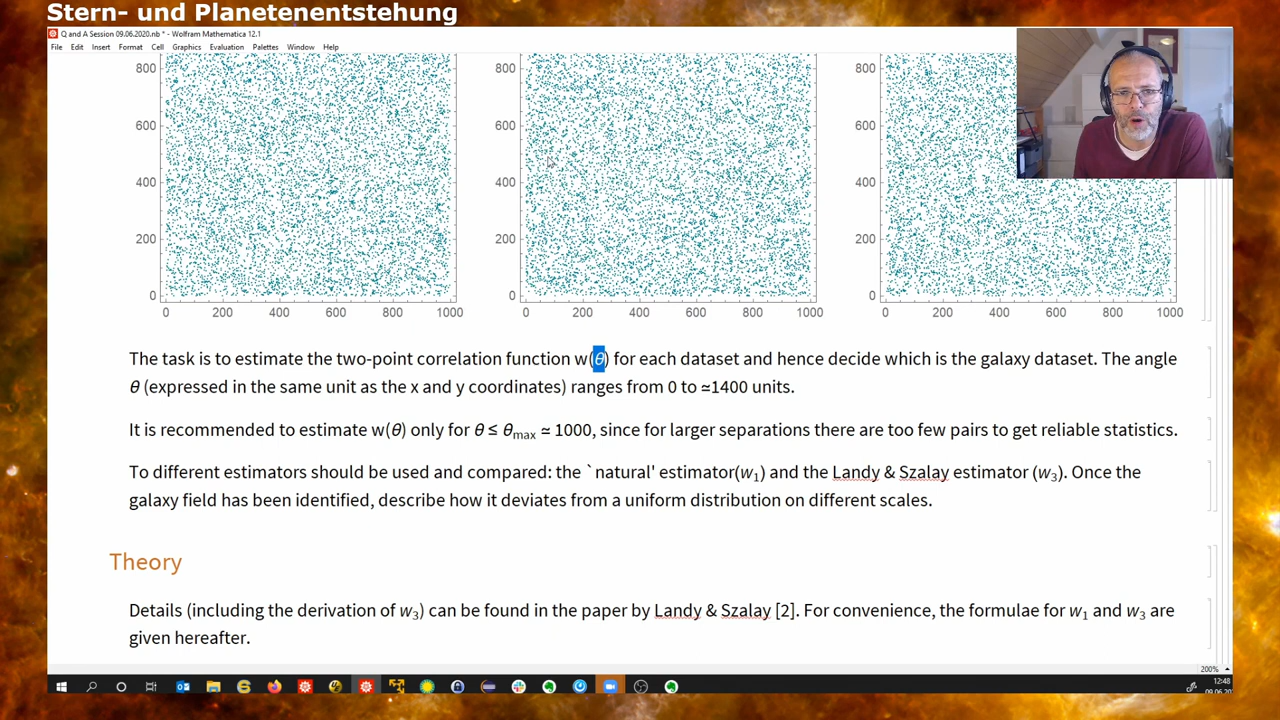 Stern- und Planetenentstehung
Q and A Session 09.06.2020.nb * - Wolfram Mathematica 12.1
File Edit Insert Format Cell Graphics Evaluation Palettes Window Help
800 800 800
600 600 600
400 400 400
200 200 200
0 0 0
0 200 400 600 800 1000 0 200 400 600 800 1000 0 200 400 600 800 1000
The task is to estimate the two-point correlation function w(θ) for each dataset and hence decide which is the galaxy dataset. The angle
θ (expressed in the same unit as the x and y coordinates) ranges from 0 to ≃1400 units.
It is recommended to estimate w(θ) only for θ ≤ θmax ≃ 1000, since for larger separations there are too few pairs to get reliable statistics.
To different estimators should be used and compared: the `natural' estimator(w1) and the Landy & Szalay estimator (w3). Once the
galaxy field has been identified, describe how it deviates from a uniform distribution on different scales.
Theory
Details (including the derivation of w3) can be found in the paper by Landy & Szalay [2]. For convenience, the formulae for w1 and w3 are
given hereafter.
200%
12:48